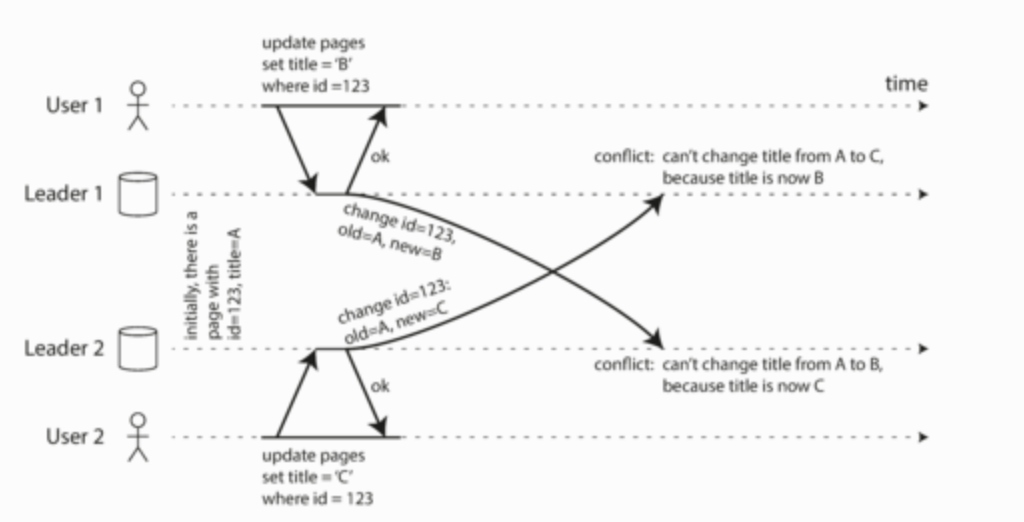 update pages
set title = 'B'
where id =123
time
User 1
ok
conflict: can't change title from A to C,
because title is now B
Leader 1
change id=123,
old=A, new=B
initially, there is a
page with
id=123, title=A
change id=123:
old=A, new=C
Leader 2
conflict: can't change title from A to B,
because title is now C
ok
User 2
update pages
set title = 'C'
where id = 123